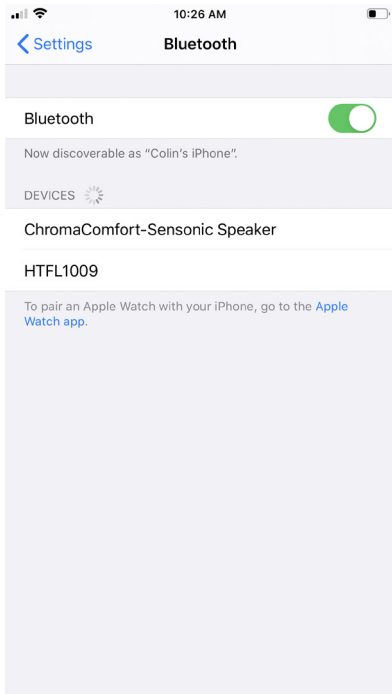 10:26 AM
Settings
Bluetooth
Bluetooth
Now discoverable as “Colin’s iPhone”.
DEVICES
ChromaComfort-Sensonic Speaker
HTFL1009
To pair an Apple Watch with your iPhone, go to the Apple
Watch app.